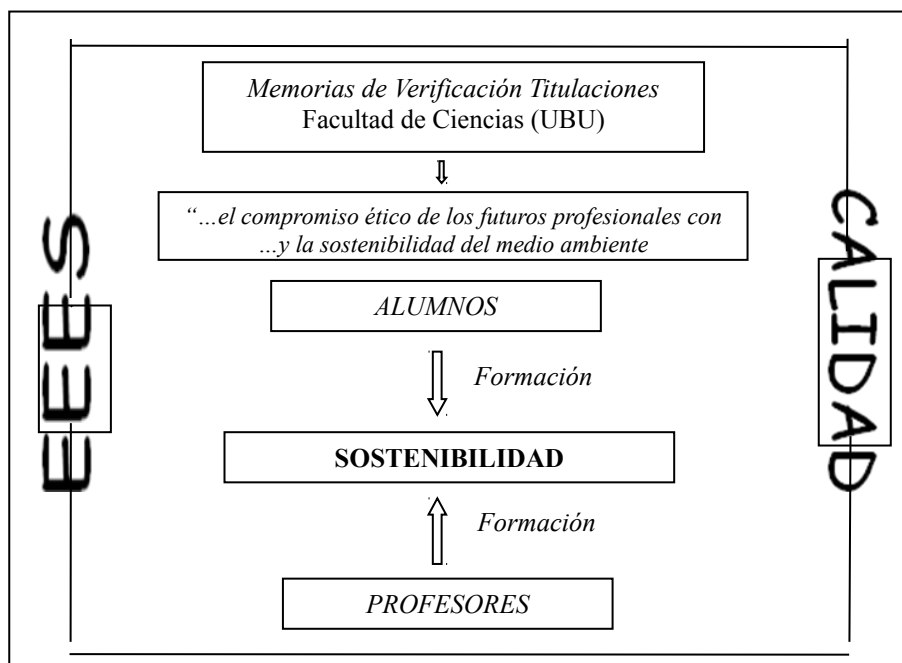 Memorias de Verificación Titulaciones
Facultad de Ciencias (UBU)
“…el compromiso ético de los futuros profesionales con
…y la sostenibilidad del medio ambiente
EEES
CALIDAD
ALUMNOS
Formación
SOSTENIBILIDAD
Formación
PROFESORES